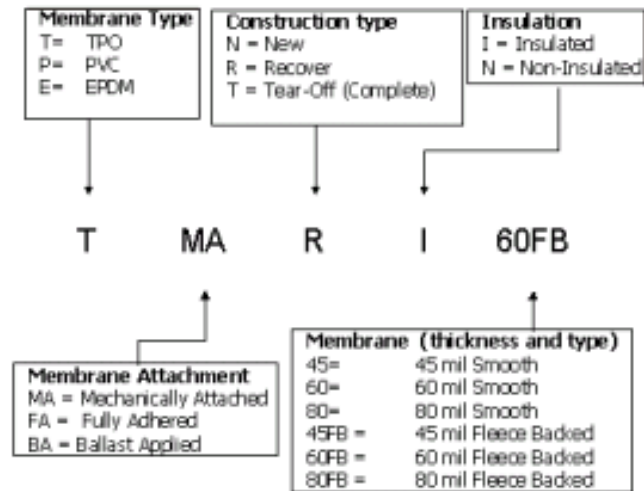 Membrane Type
T= TPO
P= PVC
E= EPDM
Construction type
N = New
R = Recover
T = Tear-Off (Complete)
Insulation
I = Insulated
N = Non-Insulated
T MA R I 60FB
Membrane Attachment
MA = Mechanically Attached
FA = Fully Adhered
BA = Ballast Applied
Membrane (thickness and type)
45= 45 mil Smooth
60= 60 mil Smooth
80= 80 mil Smooth
45FB = 45 mil Fleece Backed
60FB = 60 mil Fleece Backed
80FB = 80 mil Fleece Backed